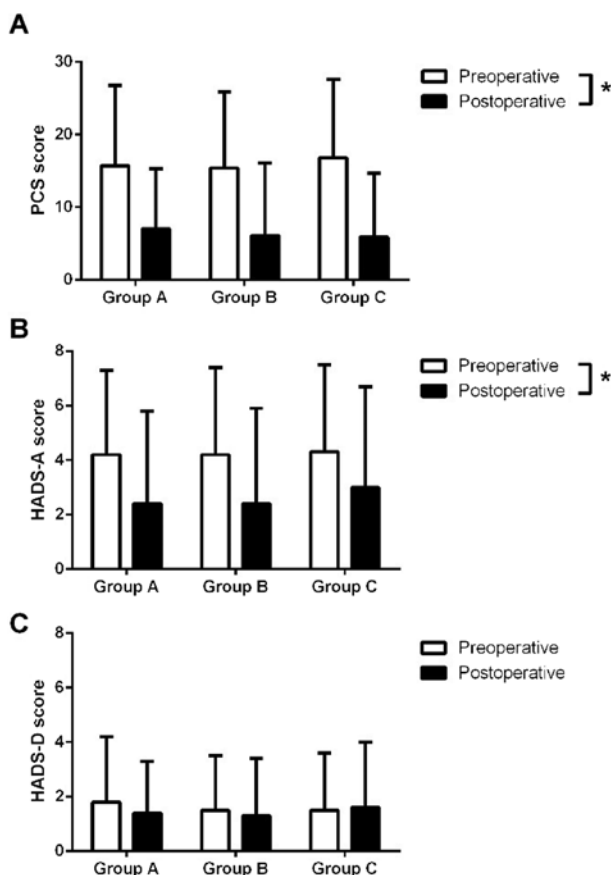 A
30
20
10
0
PCS score
Group A Group B Group C
Preoperative
Postoperative
*
B
8
6
4
2
0
HADS-A score
Group A Group B Group C
Preoperative
Postoperative
*
C
8
6
4
2
0
HADS-D score
Group A Group B Group C
Preoperative
Postoperative